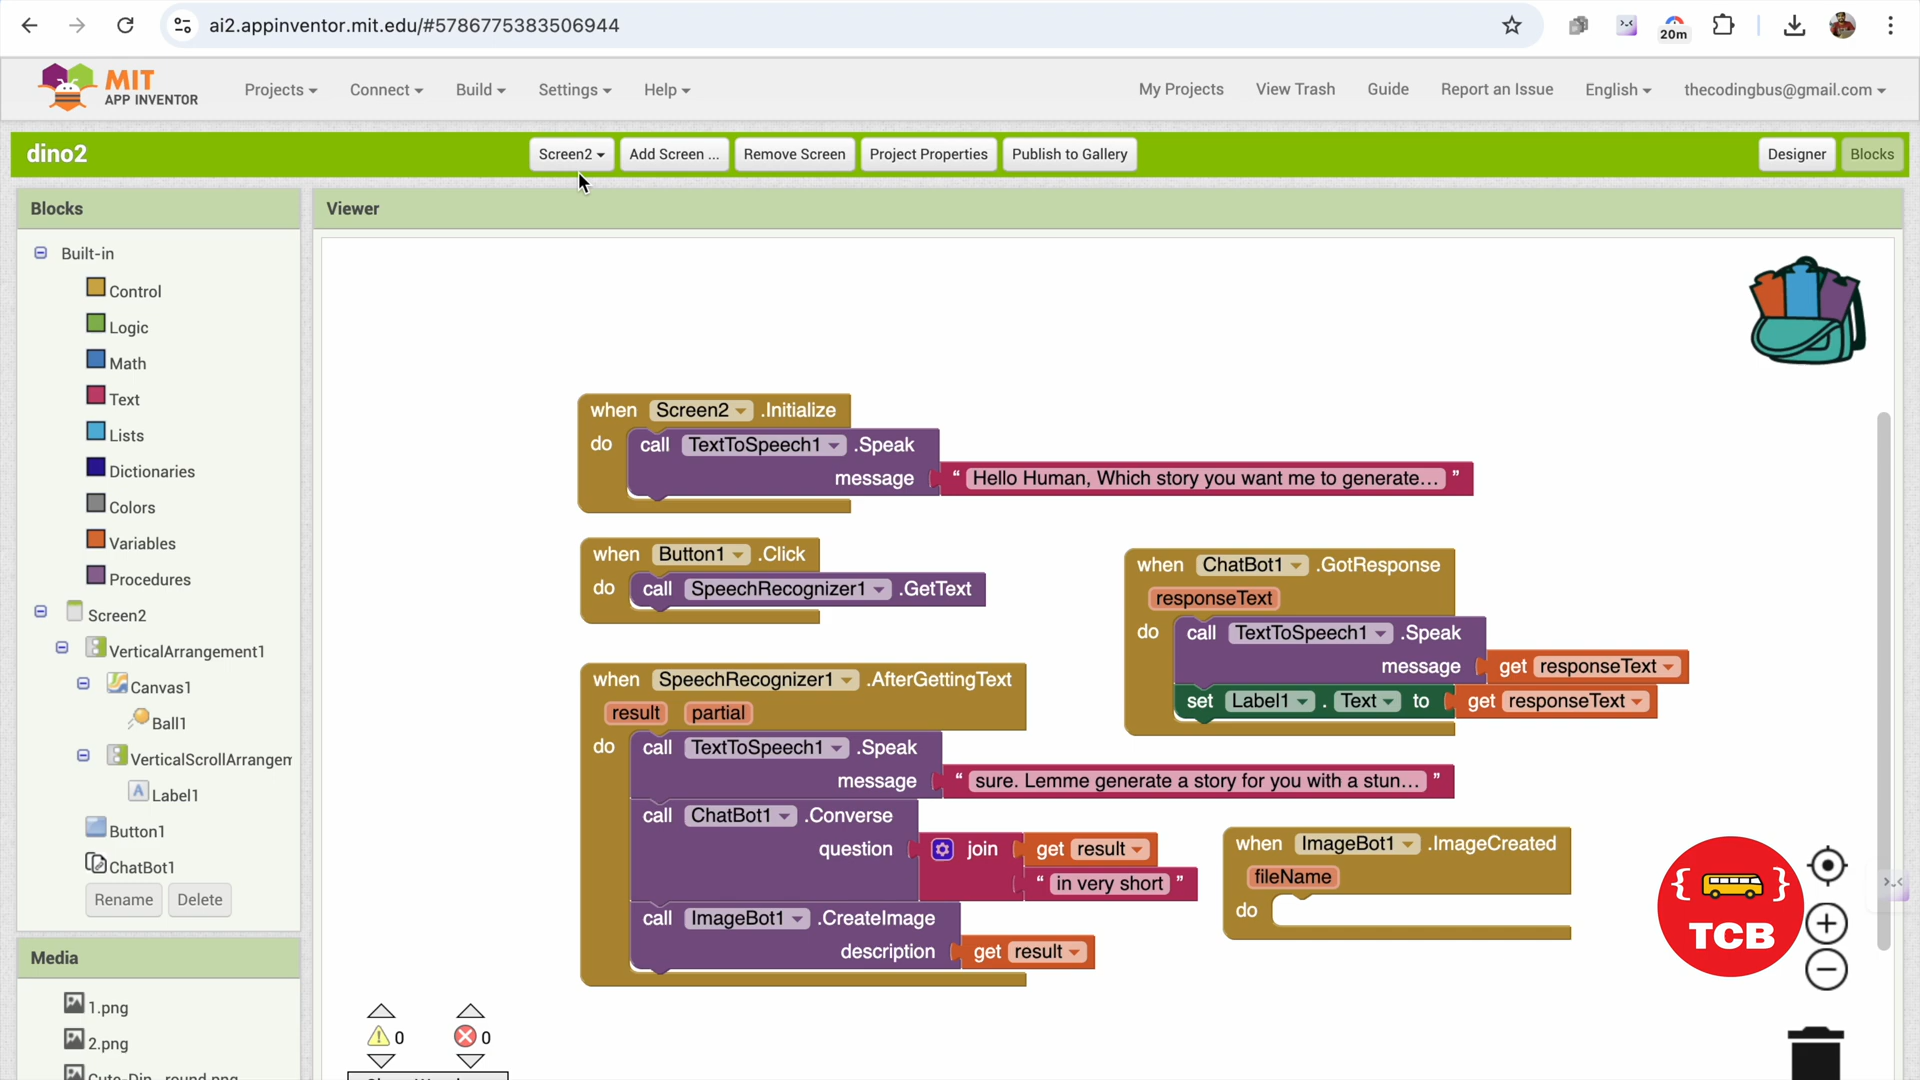 ai2.appinventor.mit.edu/#5786775383506944
20m
MIT
APP INVENTOR
Projects
Connect
Build
Settings
Help
My Projects
View Trash
Guide
Report an Issue
English
thecodingbus@gmail.com
dino2
Screen2
Add Screen ...
Remove Screen
Project Properties
Publish to Gallery
Designer
Blocks
Blocks
Viewer
Built-in
Control
Logic
Math
Text
Lists
Dictionaries
Colors
Variables
Procedures
Screen2
VerticalArrangement1
Canvas1
Ball1
VerticalScrollArrangem
Label1
Button1
ChatBot1
Rename
Delete
Media
1.png
2.png
when Screen2 .Initialize
do call TextToSpeech1 .Speak
message " Hello Human, Which story you want me to generate... "
when Button1 .Click
do call SpeechRecognizer1 .GetText
when SpeechRecognizer1 .AfterGettingText
result partial
do call TextToSpeech1 .Speak
message " sure. Lemme generate a story for you with a stun... "
call ChatBot1 .Converse
question join get result
" in very short "
call ImageBot1 .CreateImage
description get result
when ChatBot1 .GotResponse
responseText
do call TextToSpeech1 .Speak
message get responseText
set Label1 . Text to get responseText
when ImageBot1 .ImageCreated
fileName
do
{ }
TCB
0
0